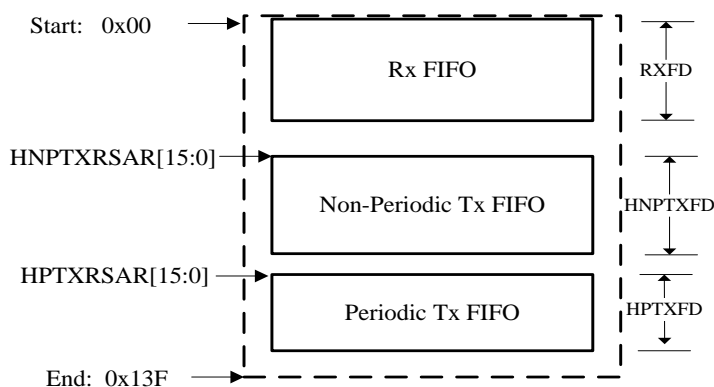 Start: 0x00
Rx FIFO
RXFD
HNPTXRSAR[15:0]
Non-Periodic Tx FIFO
HNPTXFD
HPTXRSAR[15:0]
Periodic Tx FIFO
HPTXFD
End: 0x13F